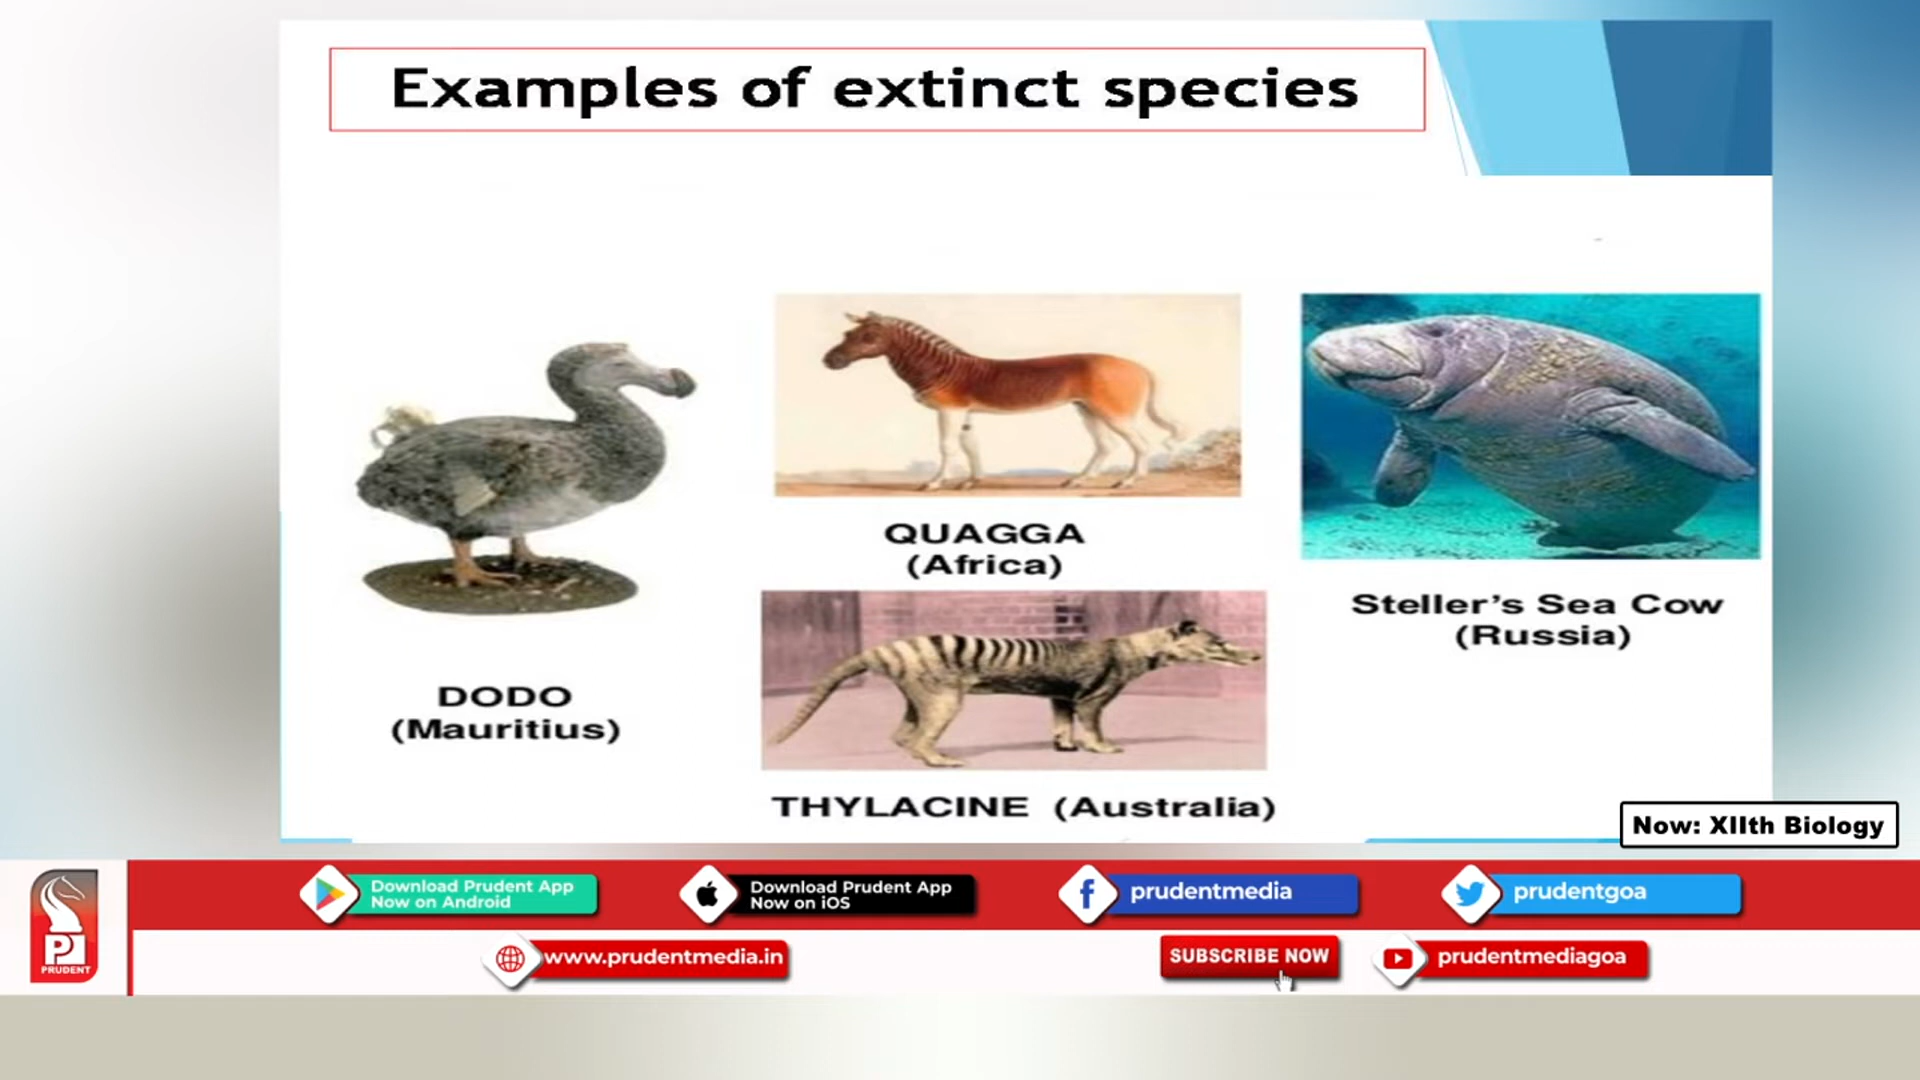 Examples of extinct species
QUAGGA
(Africa)
Steller's Sea Cow
(Russia)
DODO
(Mauritius)
THYLACINE (Australia)
Now: XIIth Biology
Download Prudent App
Now on Android
Download Prudent App
Now on iOS
prudentmedia
prudentgoa
P
PRUDENT
www.prudentmedia.in
SUBSCRIBE NOW
prudentmediagoa